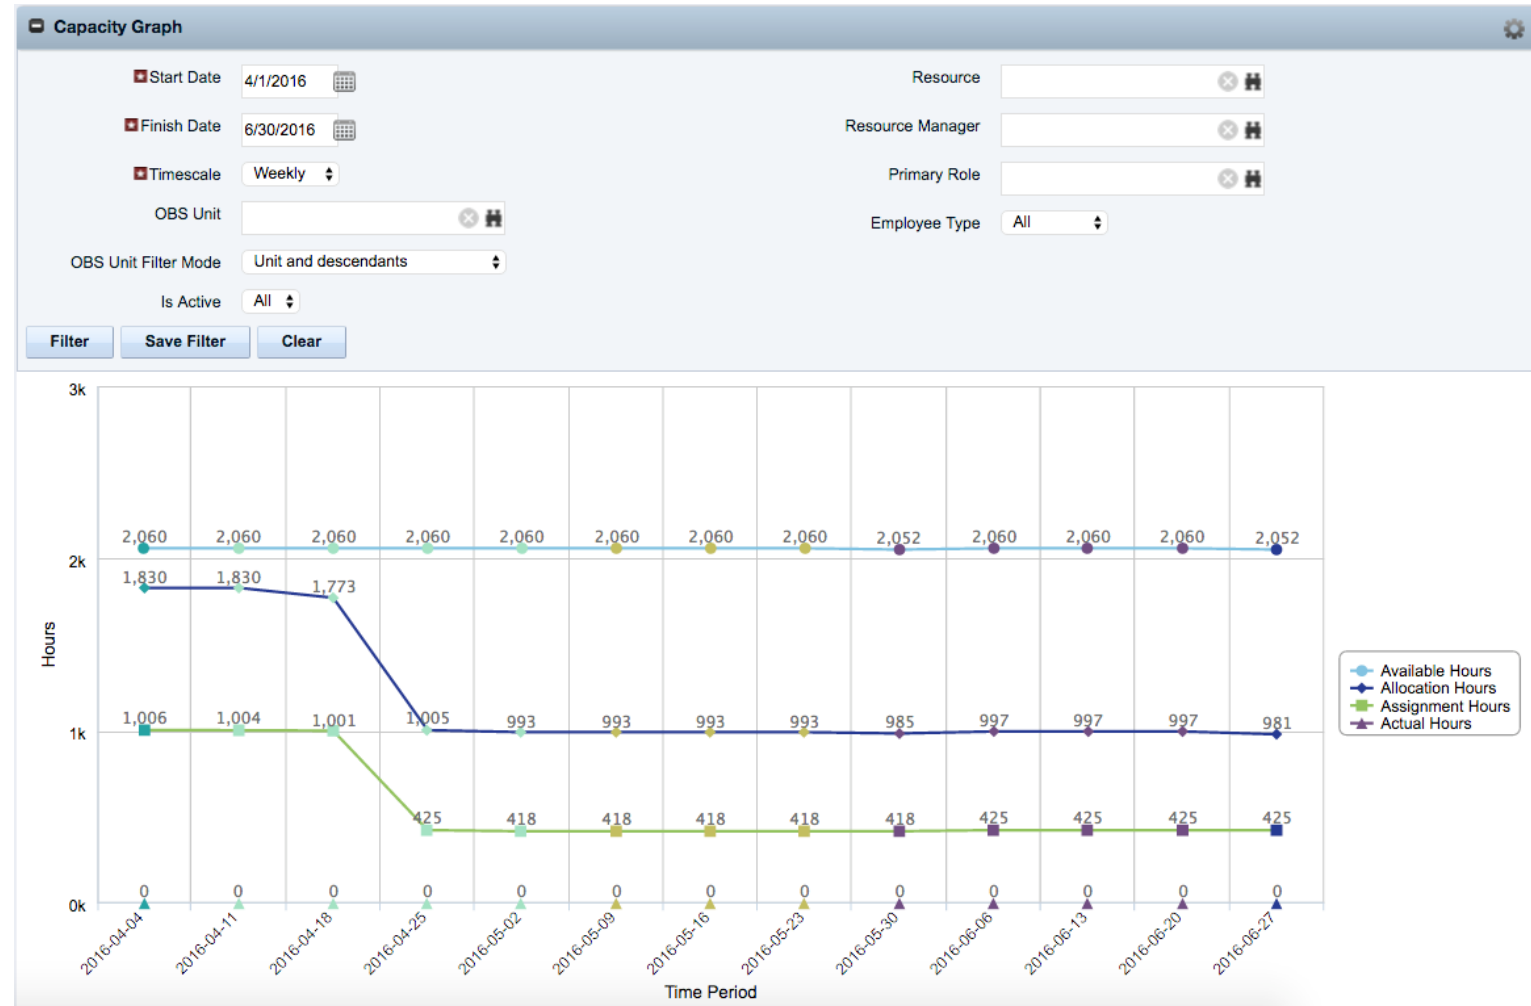 Capacity Graph
Start Date 4/1/2016
Resource
Finish Date 6/30/2016
Resource Manager
Timescale Weekly
Primary Role
OBS Unit
Employee Type All
OBS Unit Filter Mode Unit and descendants
Is Active All
Filter Save Filter Clear
3k
2,060 2,060 2,060 2,060 2,060 2,060 2,060 2,060 2,052 2,060 2,060 2,060 2,052
2k
1,830 1,830 1,773
Hours
Available Hours
Allocation Hours
Assignment Hours
Actual Hours
1,006 1,004 1,001 1,005 993 993 993 993 985 997 997 997 981
1k
425 418 418 418 418 418 425 425 425 425
0 0 0 0 0 0 0 0 0 0 0 0 0
0k
2016-04-04 2016-04-11 2016-04-18 2016-04-25 2016-05-02 2016-05-09 2016-05-16 2016-05-23 2016-05-30 2016-06-06 2016-06-13 2016-06-20 2016-06-27
Time Period